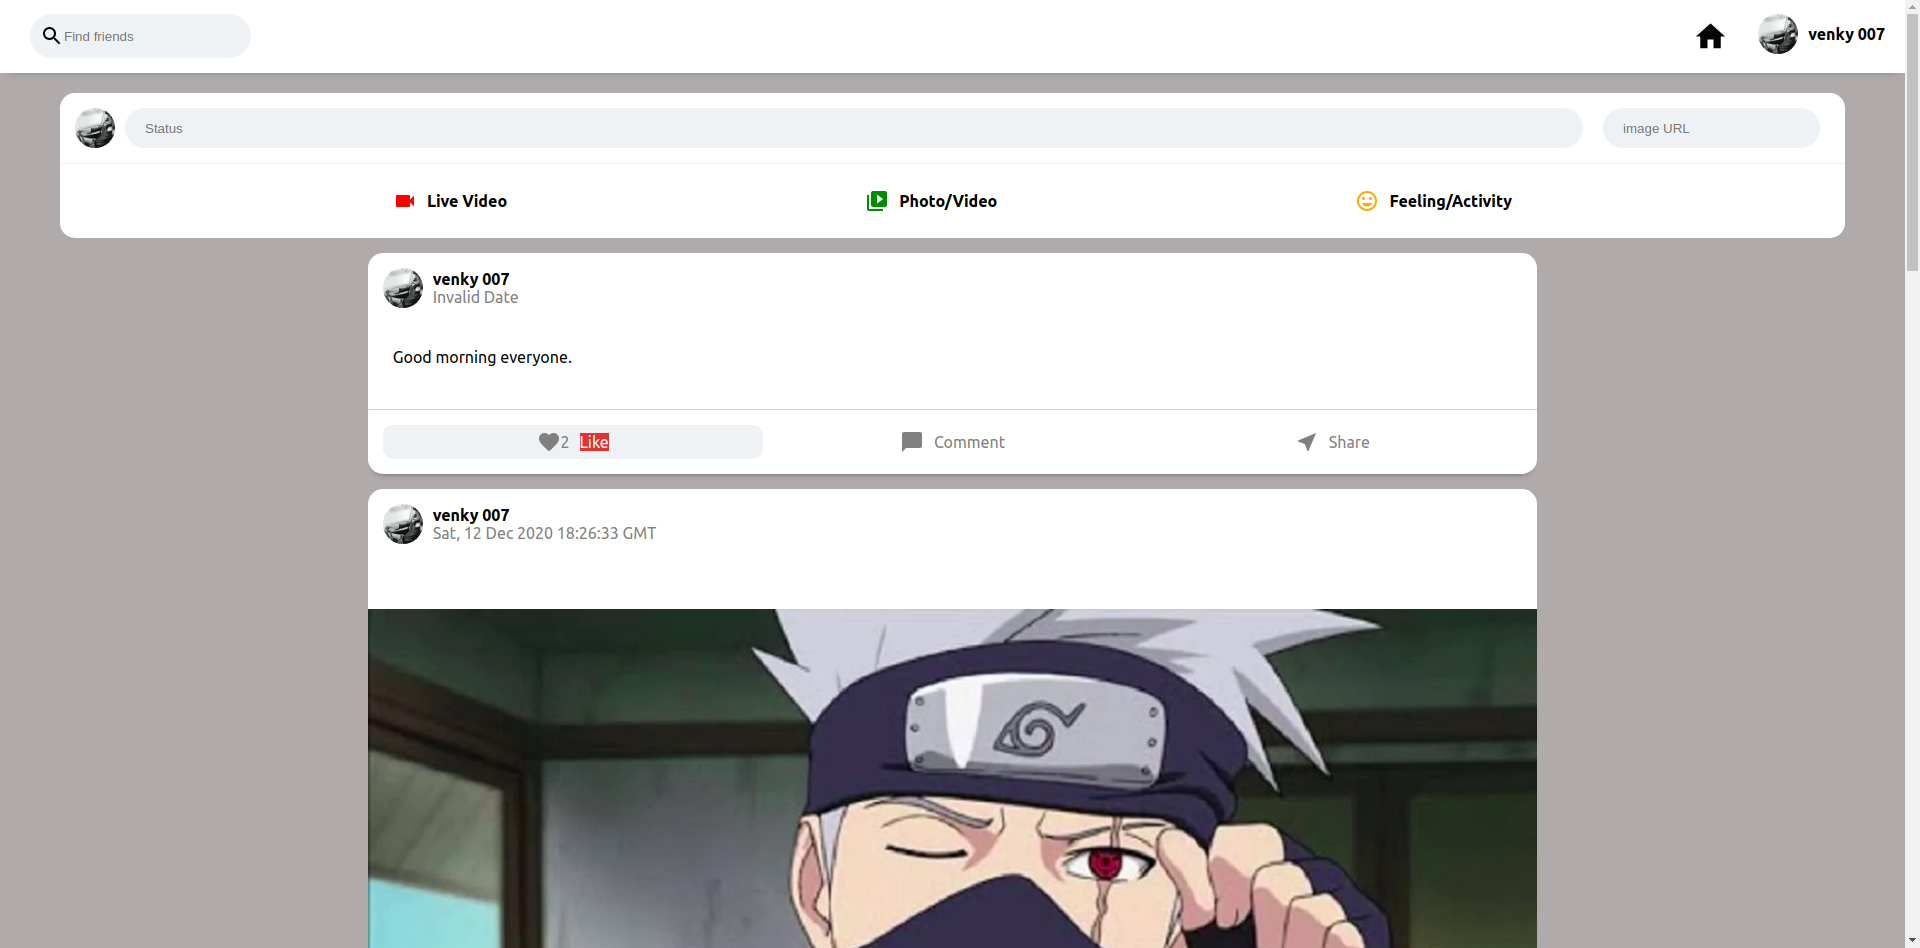 Find friends
venky 007
Status
image URL
Live Video
Photo/Video
Feeling/Activity
venky 007
Invalid Date
Good morning everyone.
2 Like
Comment
Share
venky 007
Sat, 12 Dec 2020 18:26:33 GMT